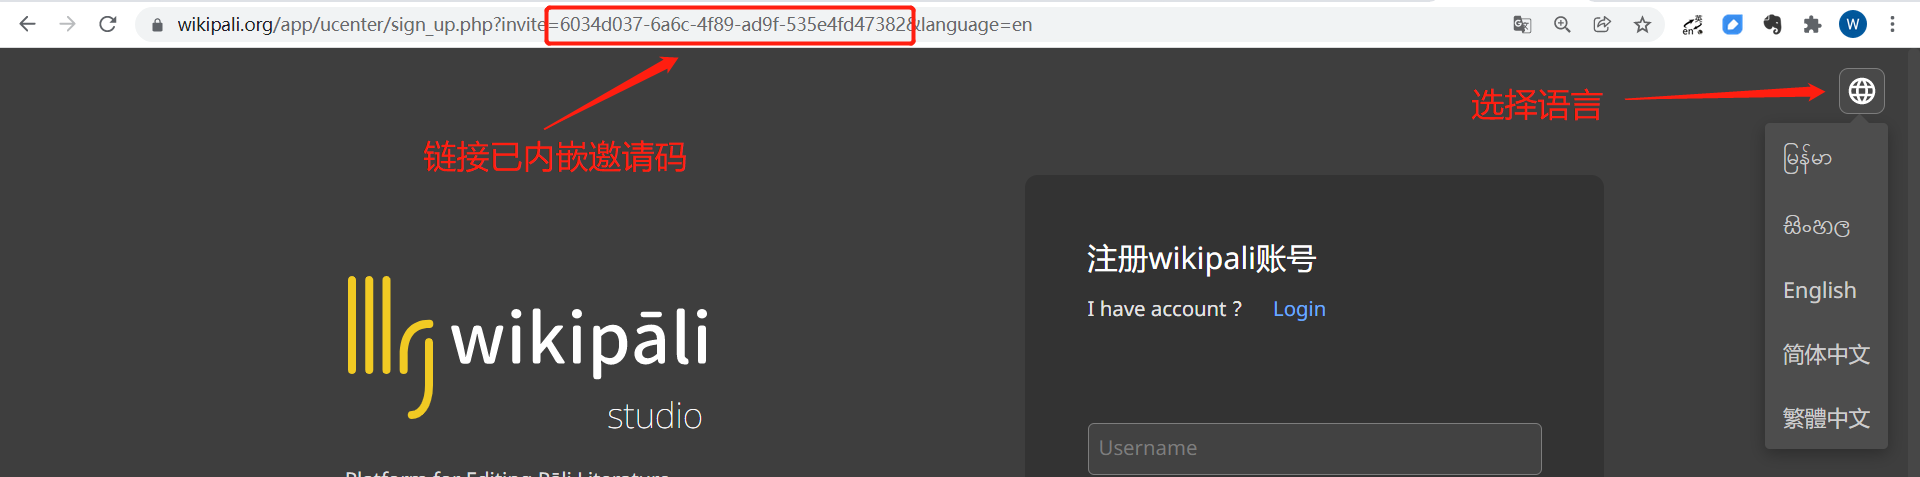 wikipali.org/app/ucenter/sign_up.php?invite=6034d037-6a6c-4f89-ad9f-535e4fd47382&language=en
英
en
W
链接已内嵌邀请码
选择语言
မြန်မာ
සිංහල
English
简体中文
繁體中文
注册wikipali账号
I have account ? Login
Username
wikipāli
studio
Platform for Editing Pāli Literature